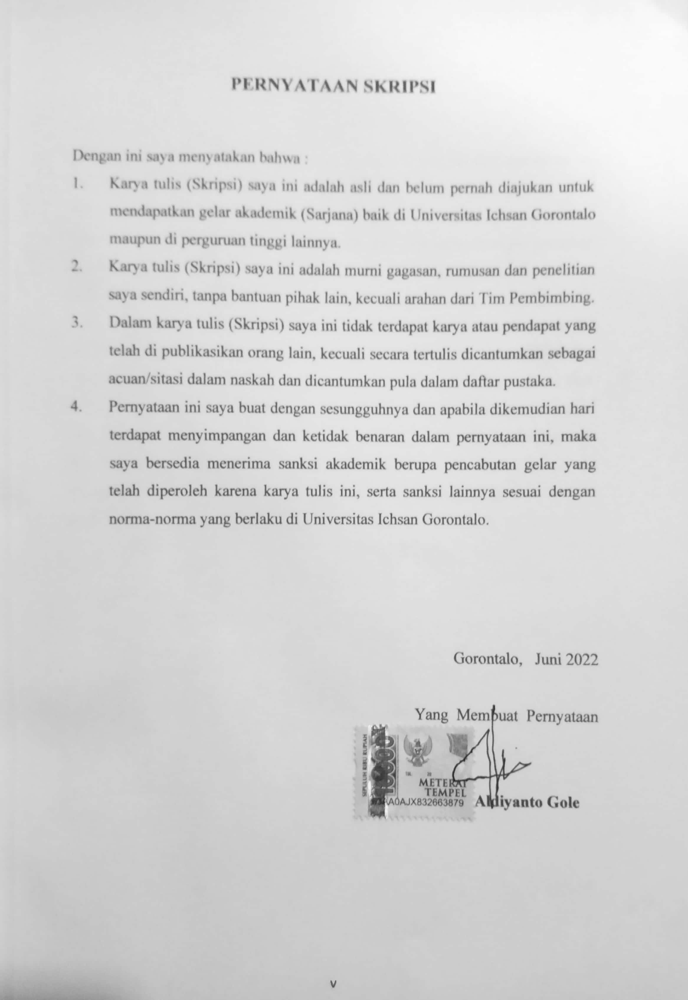 PERNYATAAN SKRIPSI
Dengan ini saya menyatakan bahwa :
1. Karya tulis (Skripsi) saya ini adalah asli dan belum pernah diajukan untuk
mendapatkan gelar akademik (Sarjana) baik di Universitas Ichsan Gorontalo
maupun di perguruan tinggi lainnya.
2. Karya tulis (Skripsi) saya ini adalah murni gagasan, rumusan dan penelitian
saya sendiri, tanpa bantuan pihak lain, kecuali arahan dari Tim Pembimbing.
3. Dalam karya tulis (Skripsi) saya ini tidak terdapat karya atau pendapat yang
telah di publikasikan orang lain, kecuali secara tertulis dicantumkan sebagai
acuan/sitasi dalam naskah dan dicantumkan pula dalam daftar pustaka.
4. Pernyataan ini saya buat dengan sesungguhnya dan apabila dikemudian hari
terdapat menyimpangan dan ketidak benaran dalam pernyataan ini, maka
saya bersedia menerima sanksi akademik berupa pencabutan gelar yang
telah diperoleh karena karya tulis ini, serta sanksi lainnya sesuai dengan
norma-norma yang berlaku di Universitas Ichsan Gorontalo.
Gorontalo, Juni 2022
Yang Membuat Pernyataan
SEPULUH RIBU RUPIAH
10000
METERAI
TEMPEL
Aldiyanto Gole
v